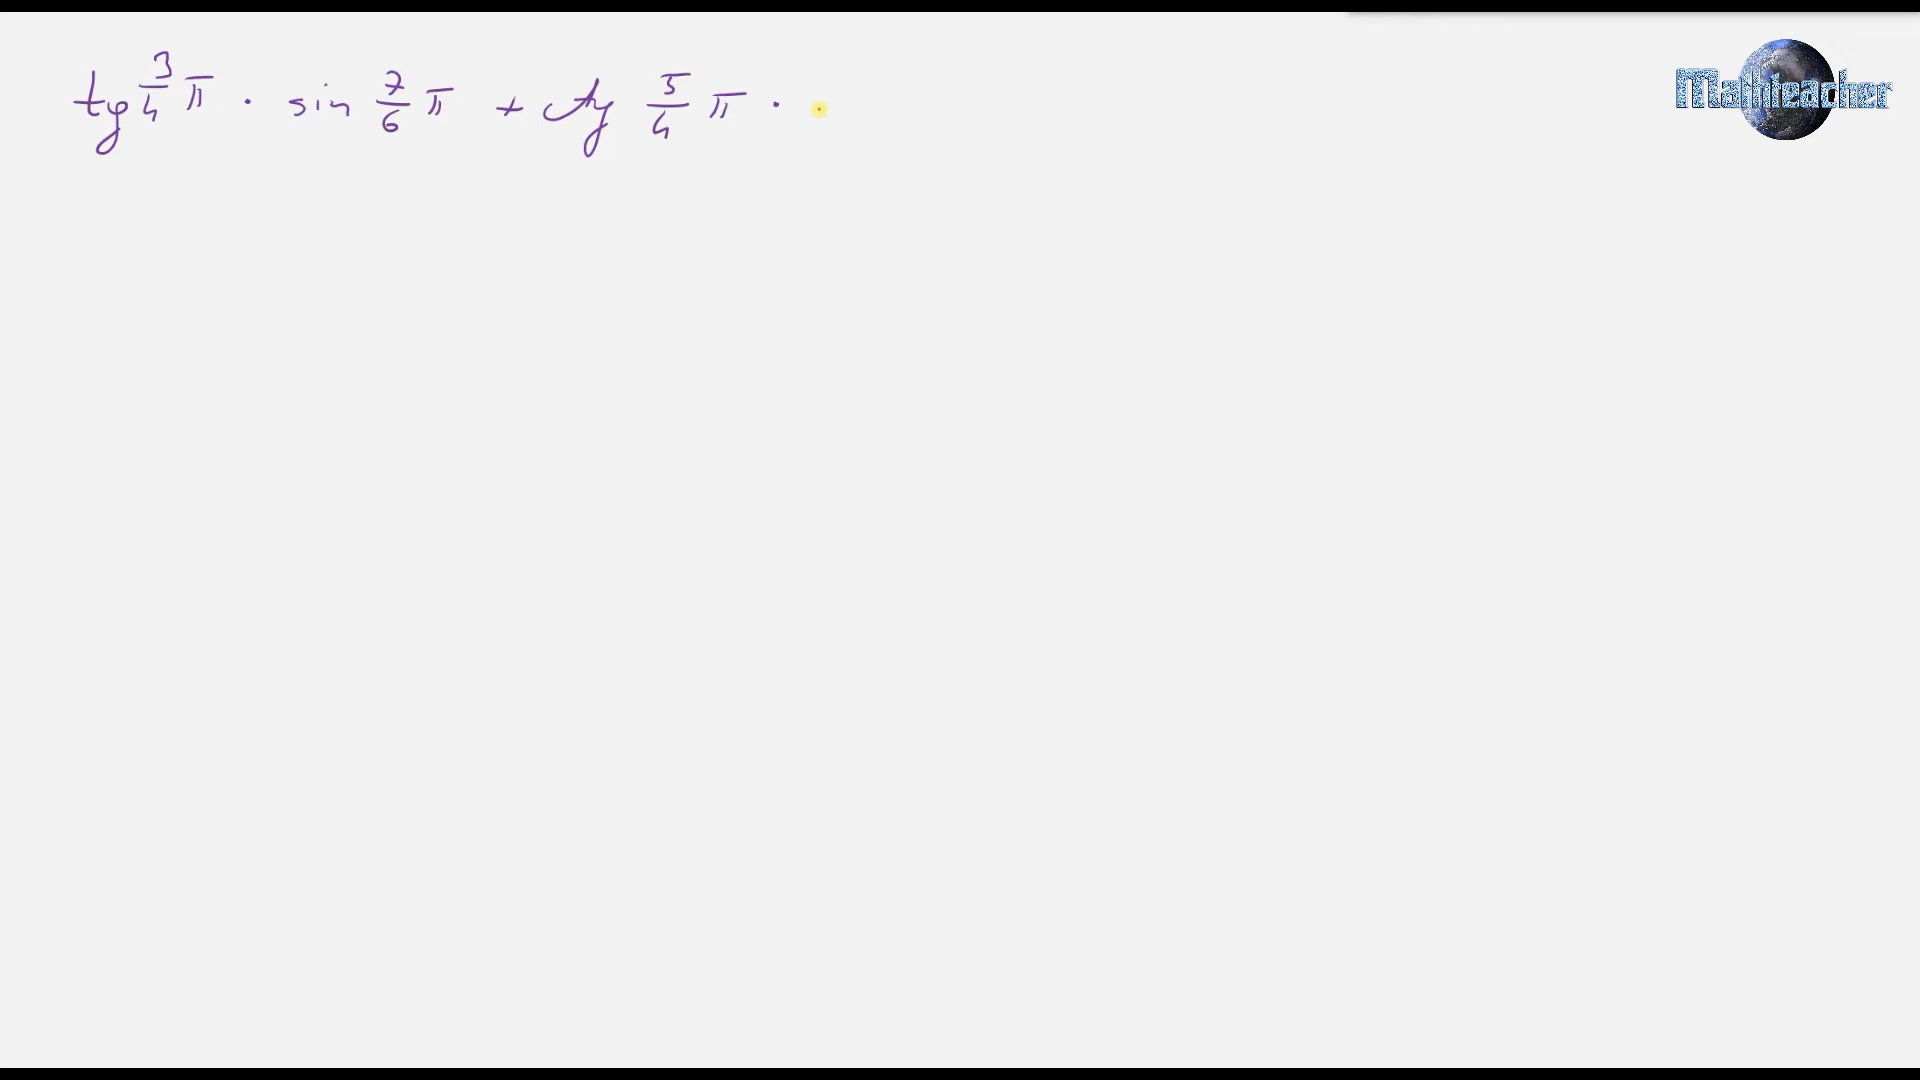 tg 3/4 π · sin 7/6 π + ctg 5/4 π ·
Mathteacher